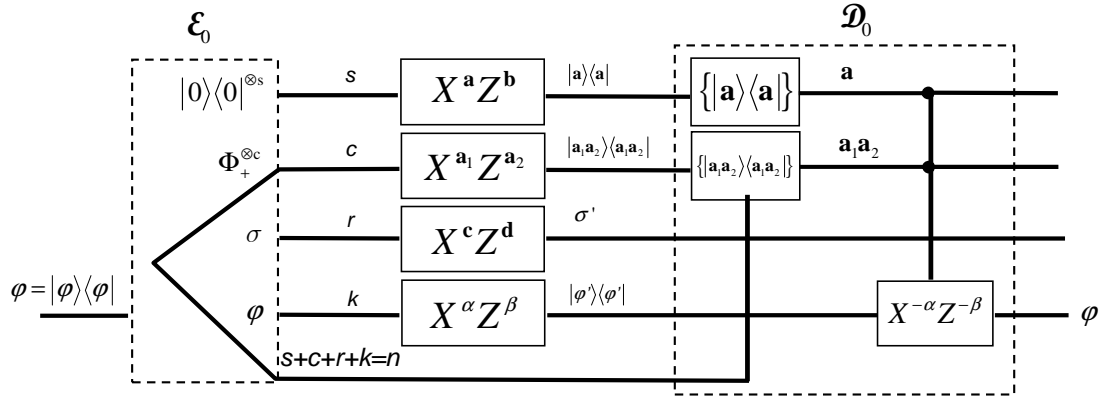 ℰ₀
𝒟₀
|0⟩⟨0|^⊗s
s
X^a Z^b
|a⟩⟨a|
{|a⟩⟨a|}
a
Φ₊^⊗c
c
X^a₁ Z^a₂
|a₁a₂⟩⟨a₁a₂|
{|a₁a₂⟩⟨a₁a₂|}
a₁a₂
σ
r
X^c Z^d
σ'
φ=|φ⟩⟨φ|
φ
k
X^α Z^β
|φ'⟩⟨φ'|
X^-α Z^-β
φ
s+c+r+k=n